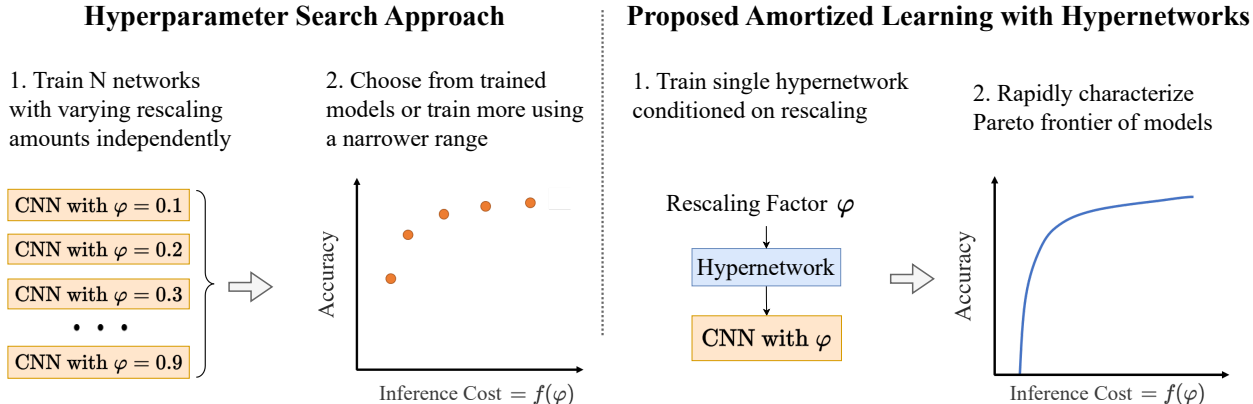 Hyperparameter Search Approach
1. Train N networks
with varying rescaling
amounts independently
2. Choose from trained
models or train more using
a narrower range
CNN with φ = 0.1
CNN with φ = 0.2
CNN with φ = 0.3
• • •
CNN with φ = 0.9
Accuracy
Inference Cost = f(φ)
Proposed Amortized Learning with Hypernetworks
1. Train single hypernetwork
conditioned on rescaling
2. Rapidly characterize
Pareto frontier of models
Rescaling Factor φ
Hypernetwork
CNN with φ
Accuracy
Inference Cost = f(φ)